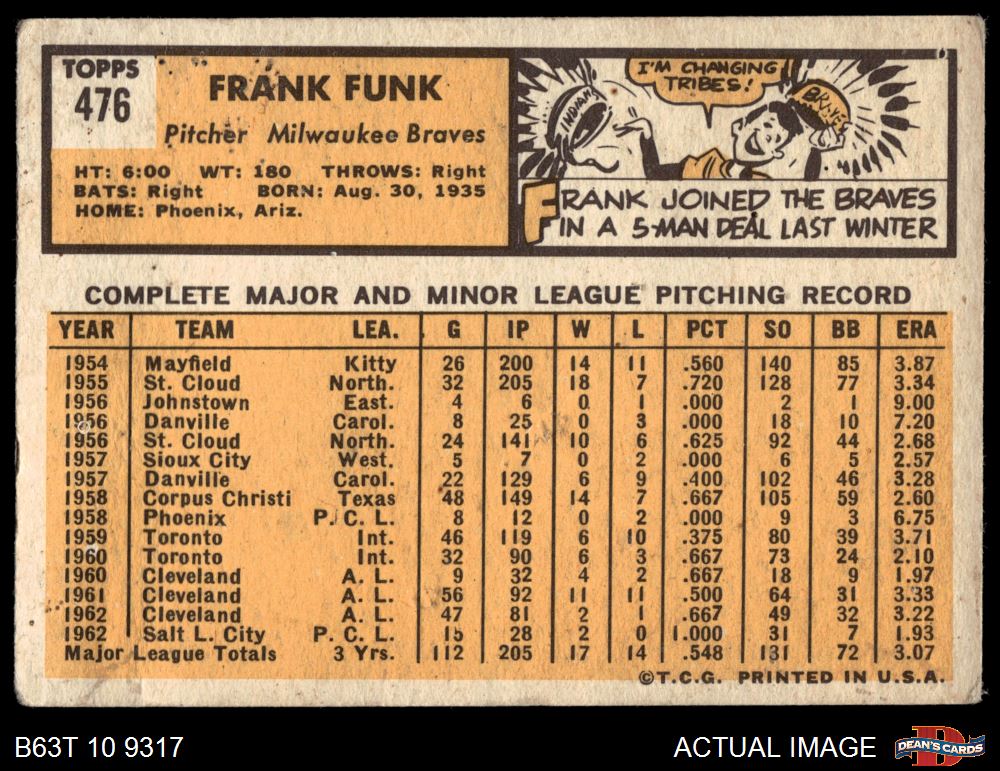 TOPPS
476
FRANK FUNK
Pitcher Milwaukee Braves
HT: 6:00 WT: 180 THROWS: Right
BATS: Right BORN: Aug. 30, 1935
HOME: Phoenix, Ariz.
I'M CHANGING
TRIBES!
INDIANS
BRAVES
FRANK JOINED THE BRAVES
IN A 5-MAN DEAL LAST WINTER
COMPLETE MAJOR AND MINOR LEAGUE PITCHING RECORD
YEAR TEAM LEA. G IP W L PCT SO BB ERA
1954 Mayfield Kitty 26 200 14 11 .560 140 85 3.87
1955 St. Cloud North. 32 205 18 7 .720 128 77 3.34
1956 Johnstown East. 4 6 0 1 .000 2 1 9.00
1956 Danville Carol. 8 25 0 3 .000 18 10 7.20
1956 St. Cloud North. 24 141 10 6 .625 92 44 2.68
1957 Sioux City West. 5 7 0 2 .000 6 5 2.57
1957 Danville Carol. 22 129 6 9 .400 102 46 3.28
1958 Corpus Christi Texas 48 149 14 7 .667 105 59 2.60
1958 Phoenix P. C. L. 8 12 0 2 .000 9 3 6.75
1959 Toronto Int. 46 119 6 10 .375 80 39 3.71
1960 Toronto Int. 32 90 6 3 .667 73 24 2.10
1960 Cleveland A. L. 9 32 4 2 .667 18 9 1.97
1961 Cleveland A. L. 56 92 11 11 .500 64 31 3.33
1962 Cleveland A. L. 47 81 2 1 .667 49 32 3.22
1962 Salt L. City P. C. L. 15 28 2 0 1.000 31 7 1.93
Major League Totals 3 Yrs. 112 205 17 14 .548 131 72 3.07
©T.C.G. PRINTED IN U.S.A.
B63T 10 9317
ACTUAL IMAGE
D
DEAN'S CARDS